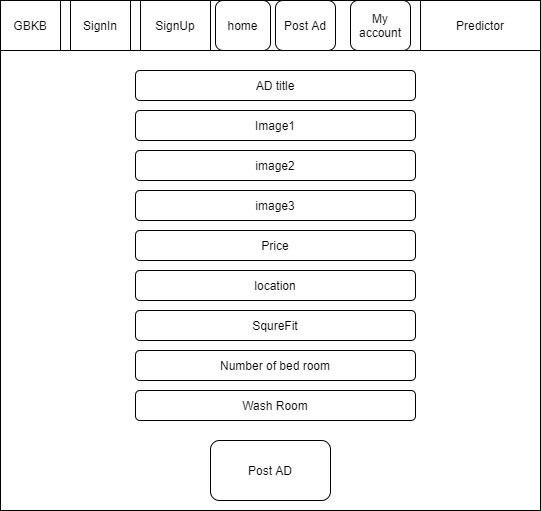 GBKB
SignIn
SignUp
home
Post Ad
My
account
Predictor
AD title
Image1
image2
image3
Price
location
SqureFit
Number of bed room
Wash Room
Post AD